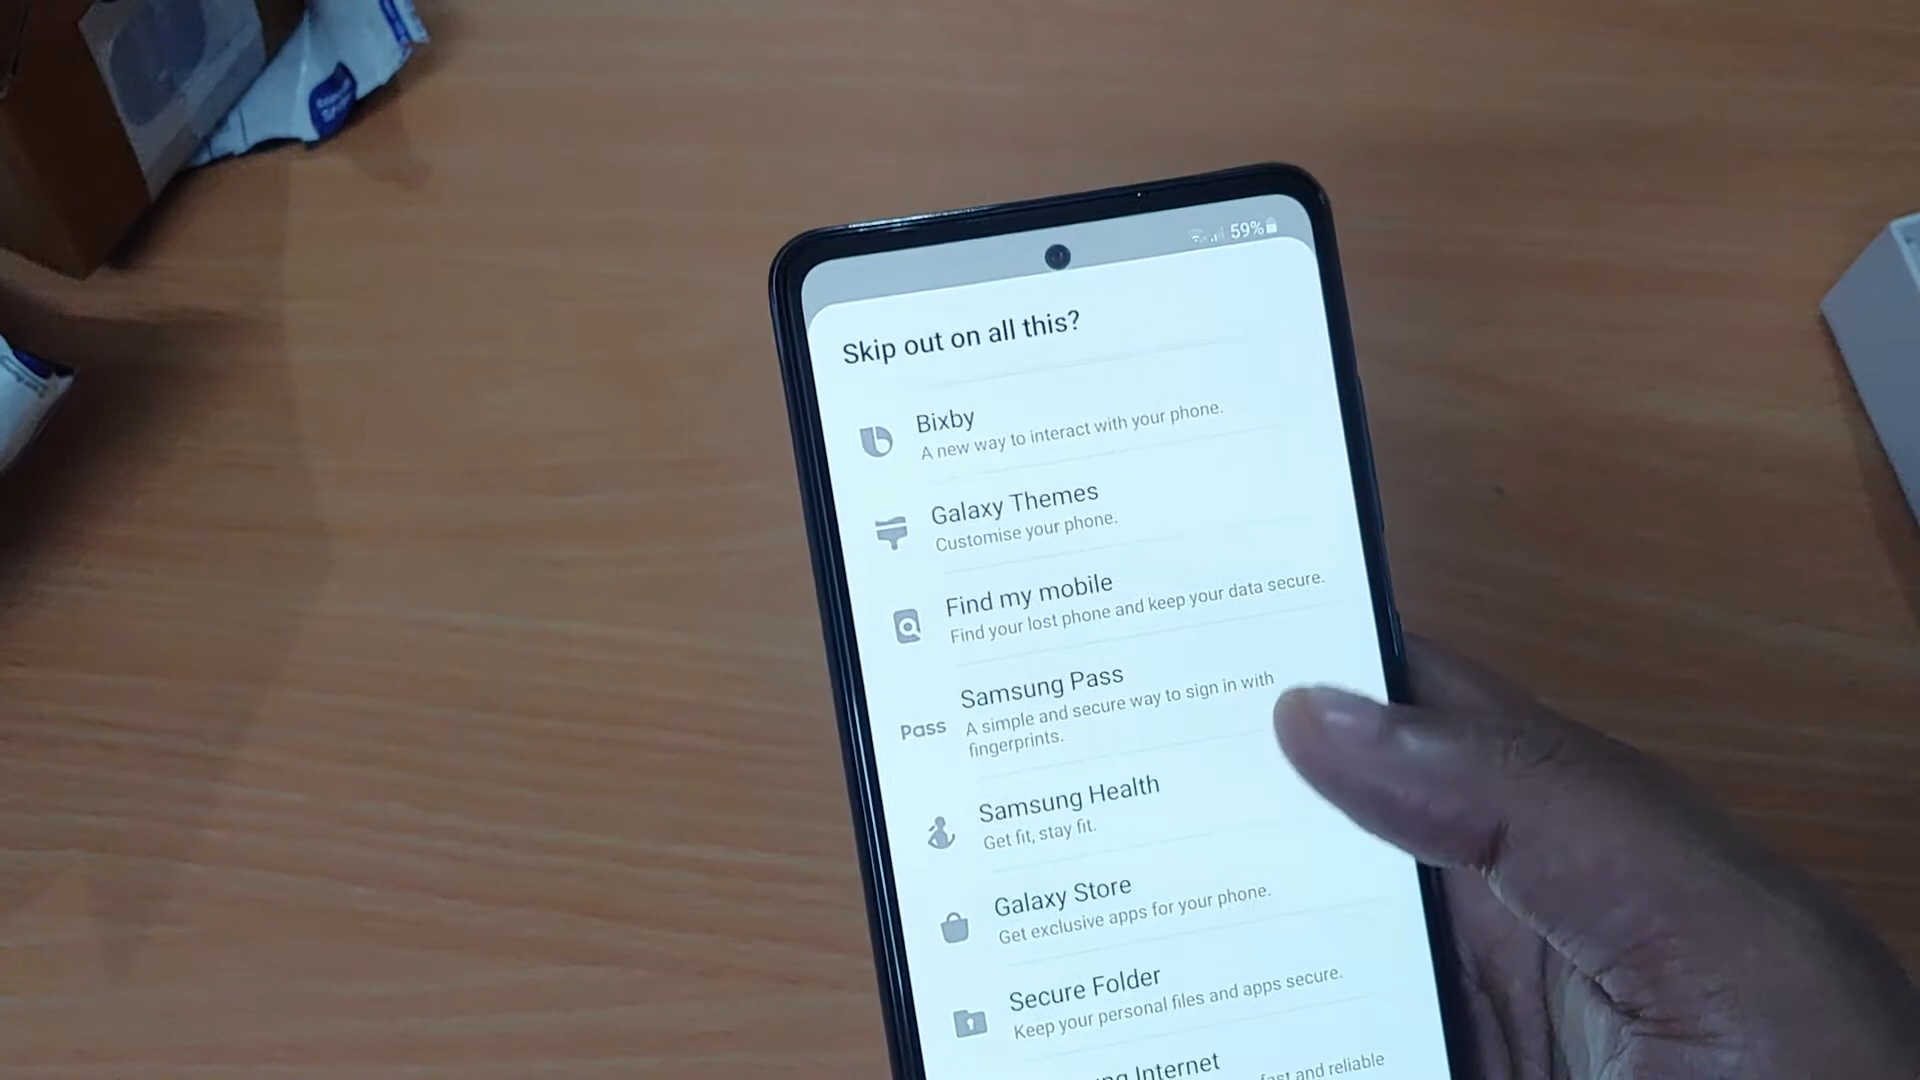 59%
Skip out on all this?
Bixby
A new way to interact with your phone.
Galaxy Themes
Customise your phone.
Find my mobile
Find your lost phone and keep your data secure.
Pass
Samsung Pass
A simple and secure way to sign in with
fingerprints.
Samsung Health
Get fit, stay fit.
Galaxy Store
Get exclusive apps for your phone.
Secure Folder
Keep your personal files and apps secure.
Internet
fast and reliable